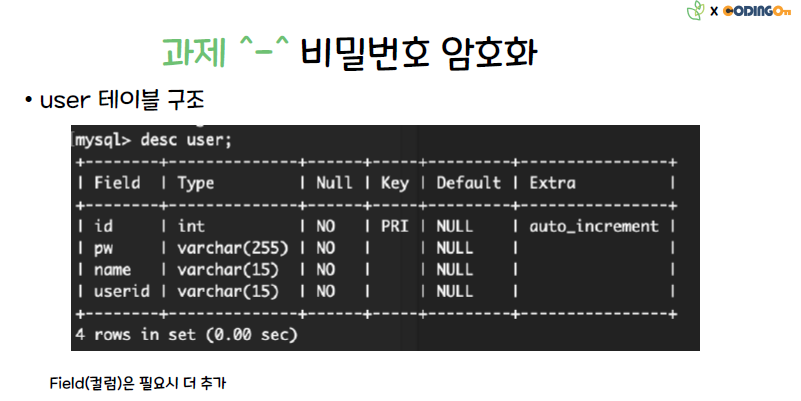 X CODINGOn
과제 ^-^ 비밀번호 암호화
• user 테이블 구조
mysql> desc user;
+--------+--------------+------+-----+---------+----------------+
| Field | Type | Null | Key | Default | Extra |
+--------+--------------+------+-----+---------+----------------+
| id | int | NO | PRI | NULL | auto_increment |
| pw | varchar(255) | NO | | NULL | |
| name | varchar(15) | NO | | NULL | |
| userid | varchar(15) | NO | | NULL | |
+--------+--------------+------+-----+---------+----------------+
4 rows in set (0.00 sec)
Field(컬럼)은 필요시 더 추가